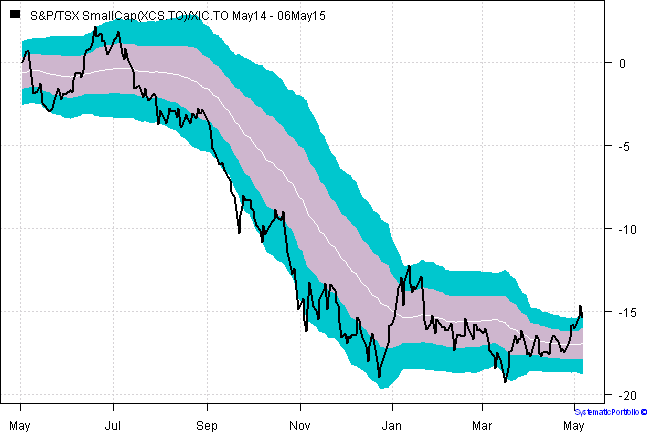 S&P/TSX SmallCap(XCS.TO)/XIC.TO May14 - 06May15
0
-5
-10
-15
-20
May Jul Sep Nov Jan Mar May
SystematicPortfolio ©